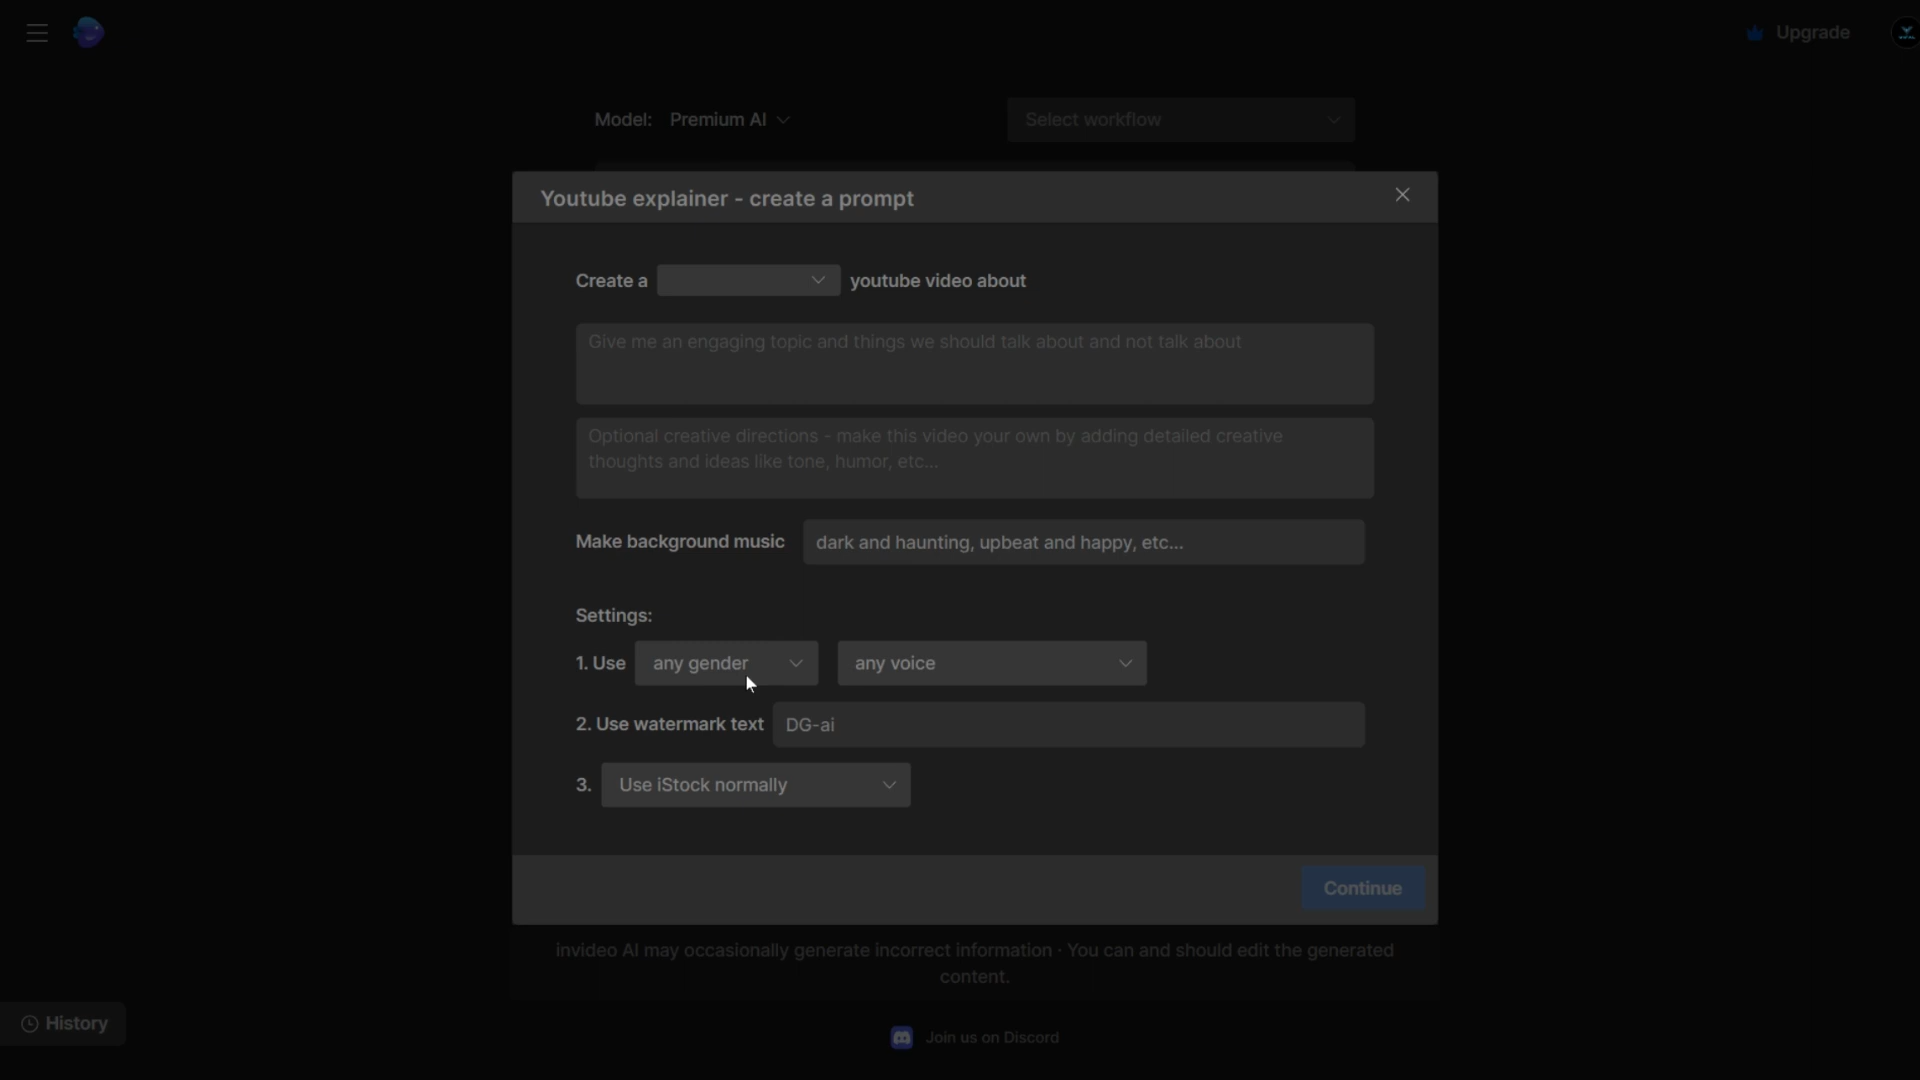 Upgrade
Model: Premium AI
Select workflow
Youtube explainer - create a prompt
Create a youtube video about
Give me an engaging topic and things we should talk about and not talk about
Optional creative directions - make this video your own by adding detailed creative
thoughts and ideas like tone, humor, etc...
Make background music dark and haunting, upbeat and happy, etc...
Settings:
1. Use any gender any voice
2. Use watermark text DG-ai
3. Use iStock normally
Continue
invideo AI may occasionally generate incorrect information · You can and should edit the generated
content.
History
Join us on Discord